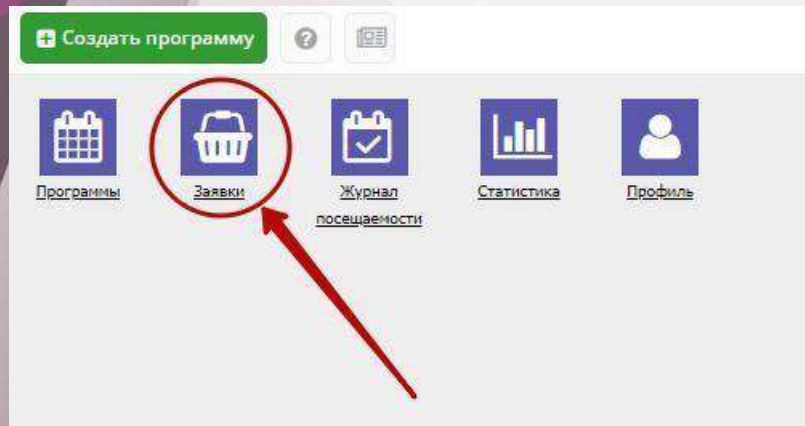 Создать программу
Программы
Заявки
Журнал
посещаемости
Статистика
Профиль